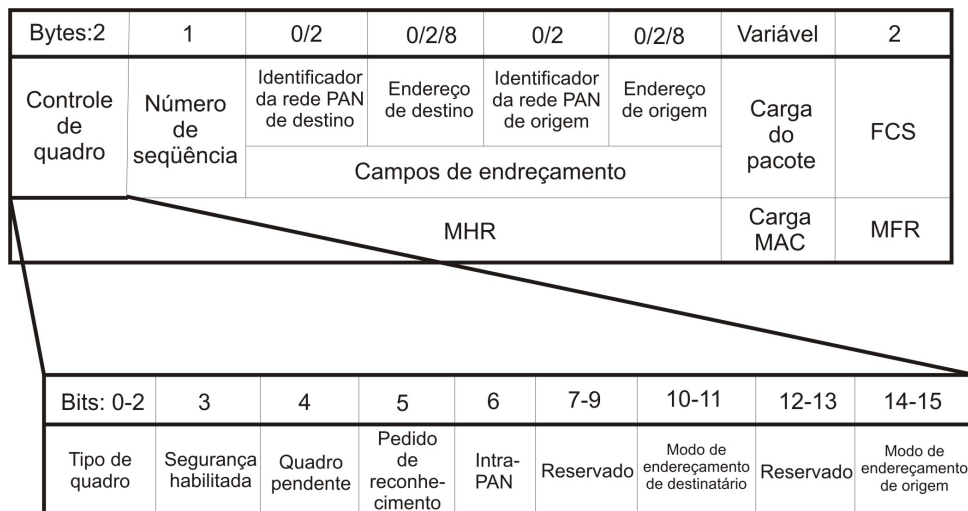 Bytes:2 1 0/2 0/2/8 0/2 0/2/8 Variável 2
Controle
de
quadro
Número
de
seqüência
Identificador
da rede PAN
de destino
Endereço
de destino
Identificador
da rede PAN
de origem
Endereço
de origem
Campos de endreçamento
Carga
do
pacote
FCS
MHR
Carga
MAC
MFR
Bits: 0-2 3 4 5 6 7-9 10-11 12-13 14-15
Tipo de
quadro
Segurança
habilitada
Quadro
pendente
Pedido
de
reconhe-
cimento
Intra-
PAN
Reservado
Modo de
endereçamento
de destinatário
Reservado
Modo de
endereçamento
de origem